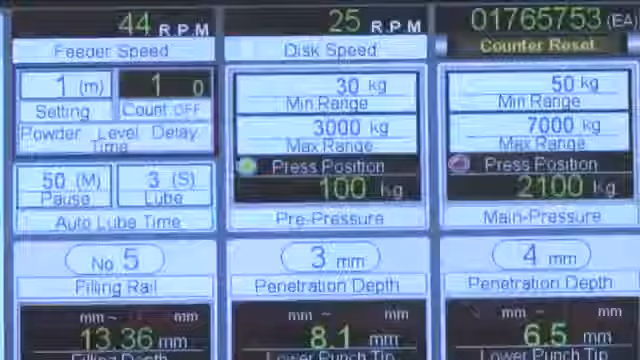 44 RPM 25 RPM 01765753 (EA)
Feeder Speed Disk Speed Counter Reset
1 (m) 1 0 30 kg 50 kg
Setting Count OFF Min Range Min Range
Powder Level Delay Time 3000 kg 7000 kg
Max Range Max Range
Press Position Press Position
50 (M) 3 (S) 100 kg 2100 kg
Pause Lube
Auto Lube Time Pre-Pressure Main-Pressure
No 5 3 mm 4 mm
Filling Rail Penetration Depth Penetration Depth
mm ~ mm mm ~ mm mm ~ mm
13.36 mm 8.1 mm 6.5 mm
Filling Depth Lower Punch Tip Lower Punch Tip